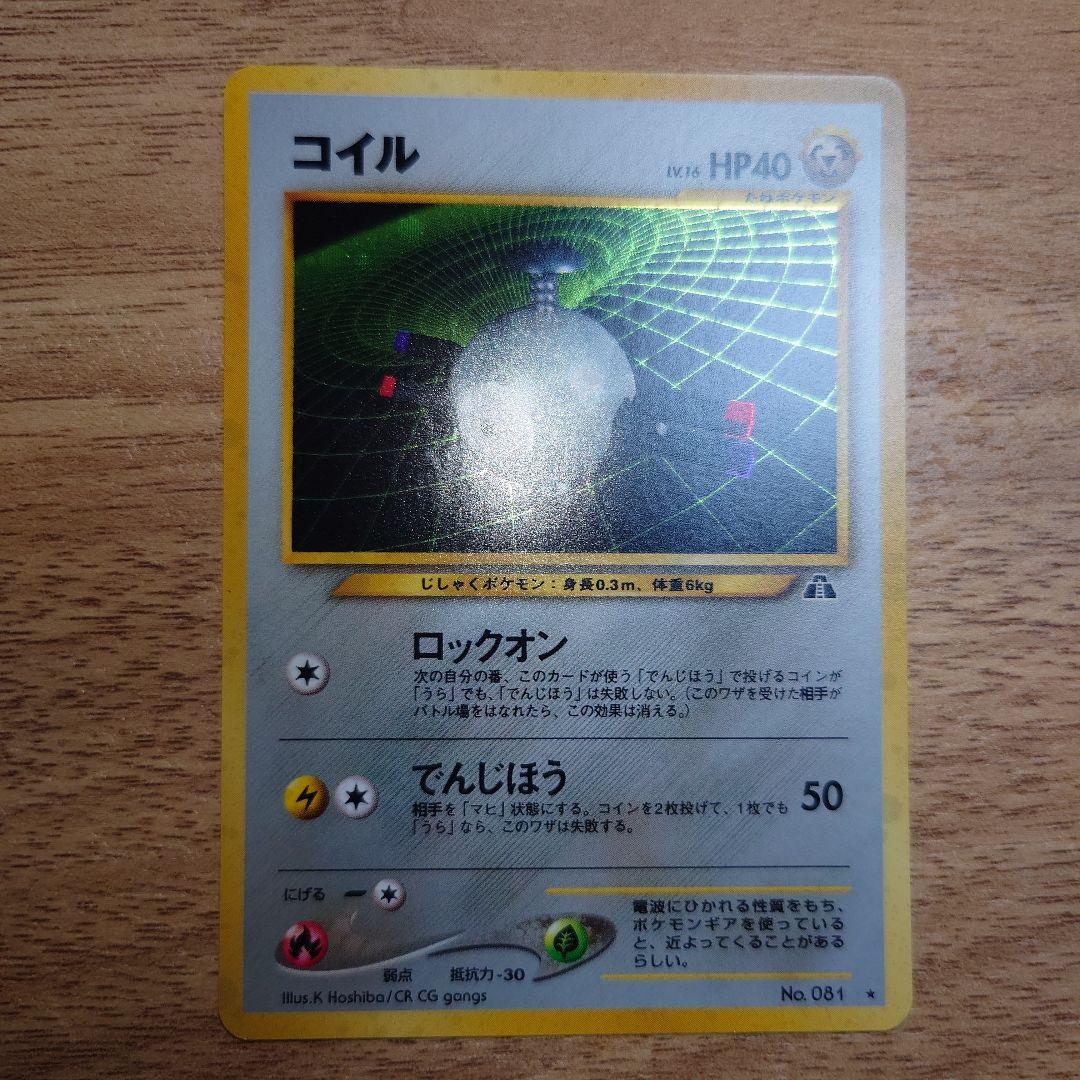 コイル
LV.16 HP40
たねポケモン
じしゃくポケモン：身長0.3m、体重6kg
ロックオン
次の自分の番、このカードが使う「でんじほう」で投げるコインが
「うら」でも、「でんじほう」は失敗しない。（このワザを受けた相手が
バトル場をはなれたら、この効果は消える。）
でんじほう
50
相手を「マヒ」状態にする。コインを2枚投げて、1枚でも
「うら」なら、このワザは失敗する。
にげる
弱点
抵抗力 -30
電波にひかれる性質をもち、
ポケモンギアを使っている
と、近よってくることがある
らしい。
Illus.K Hoshiba/CR CG gangs
No. 081 ★